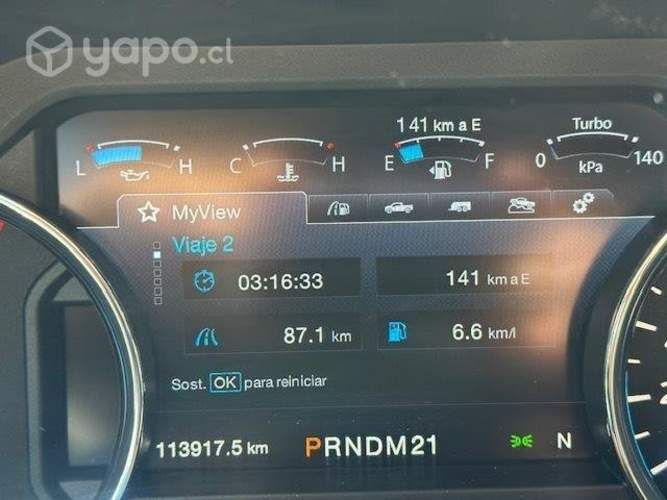 yapo.cl
141 km a E
Turbo
L H
C H
E F
0 140
kPa
MyView
Viaje 2
03:16:33
141 km a E
87.1 km
6.6 km/l
Sost. OK para reiniciar
113917.5 km
PRNDM21
N